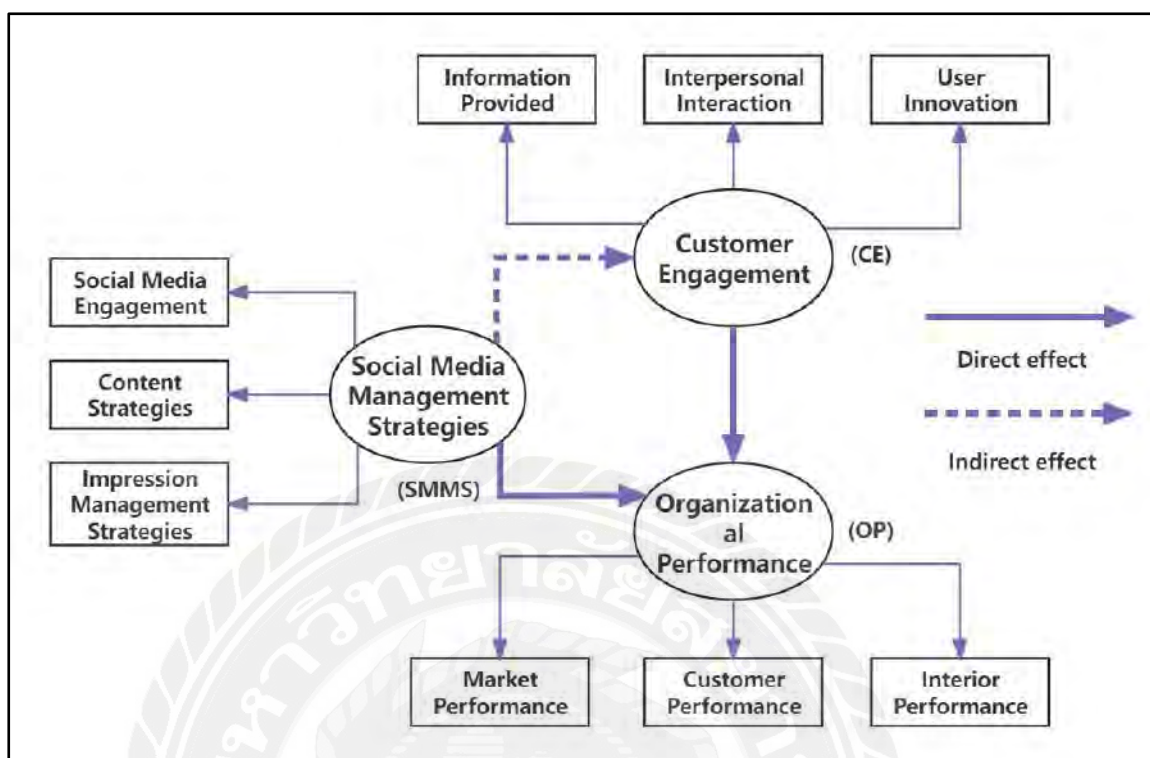 Information
Provided
Interpersonal
Interaction
User
Innovation
Customer
Engagement
(CE)
Social Media
Engagement
Content
Strategies
Impression
Management
Strategies
Social Media
Management
Strategies
(SMMS)
Direct effect
Indirect effect
Organization
al
Performance
(OP)
Market
Performance
Customer
Performance
Interior
Performance